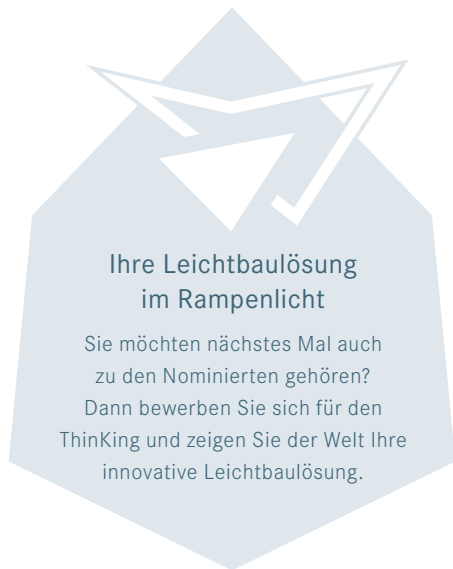 Ihre Leichtbaulösung
im Rampenlicht
Sie möchten nächstes Mal auch
zu den Nominierten gehören?
Dann bewerben Sie sich für den
ThinKing und zeigen Sie der Welt Ihre
innovative Leichtbaulösung.